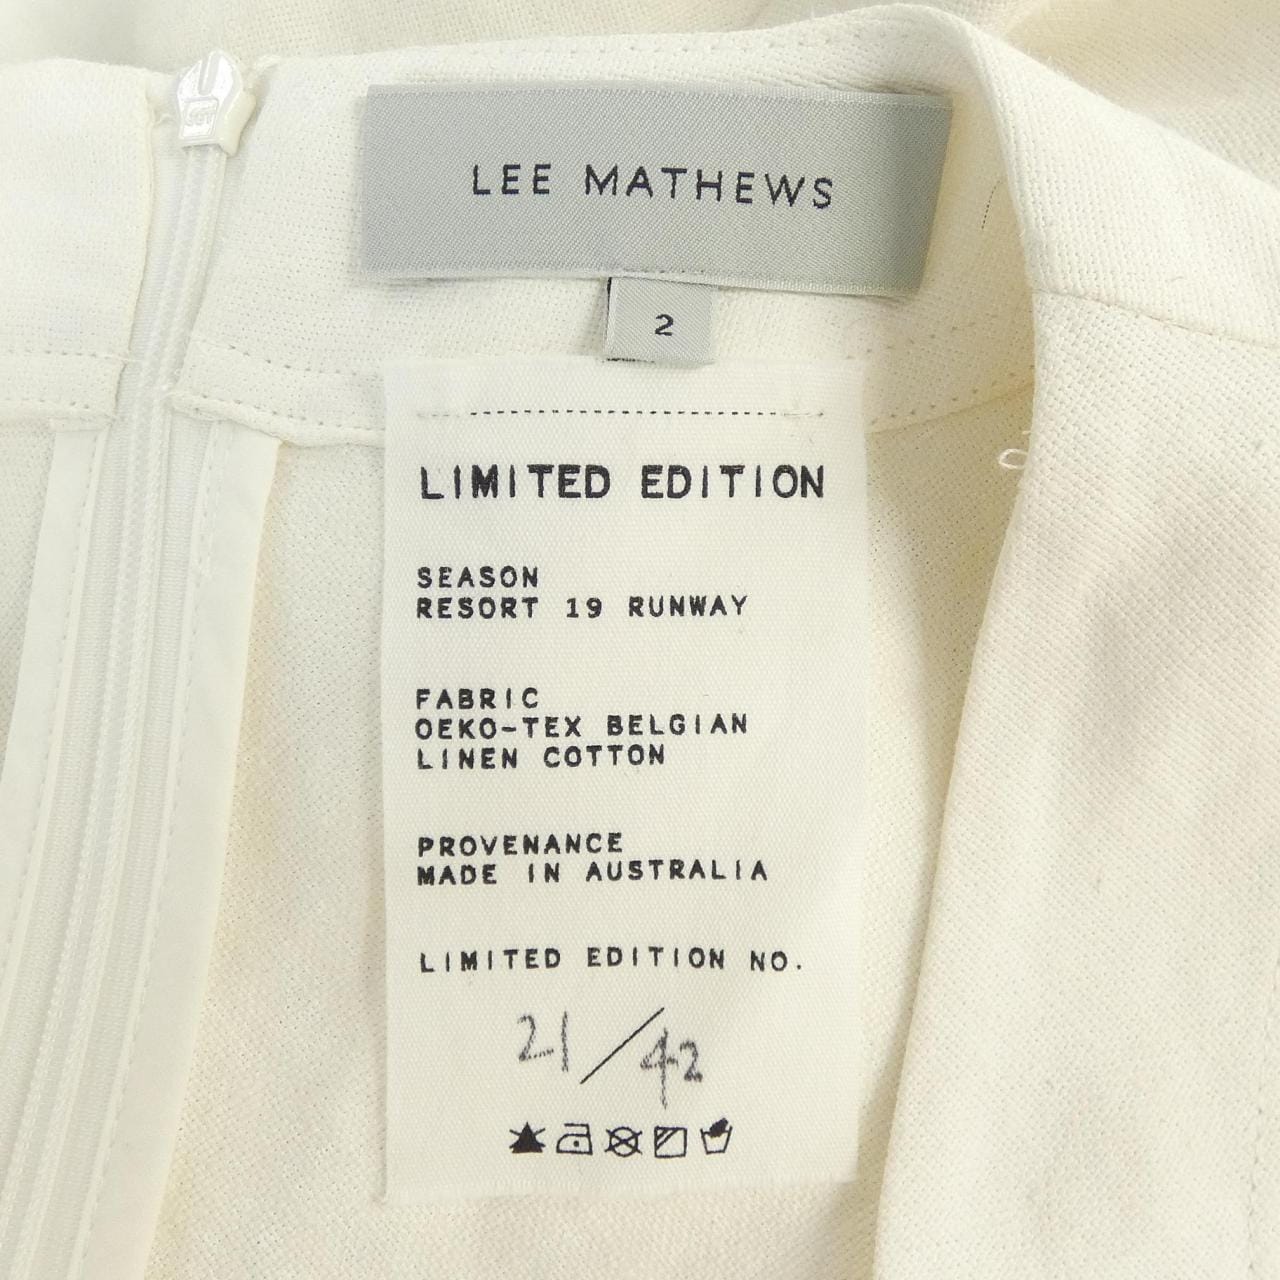 LEE MATHEWS
2
LIMITED EDITION
SEASON
RESORT 19 RUNWAY
FABRIC
OEKO-TEX BELGIAN
LINEN COTTON
PROVENANCE
MADE IN AUSTRALIA
LIMITED EDITION NO.
21/42